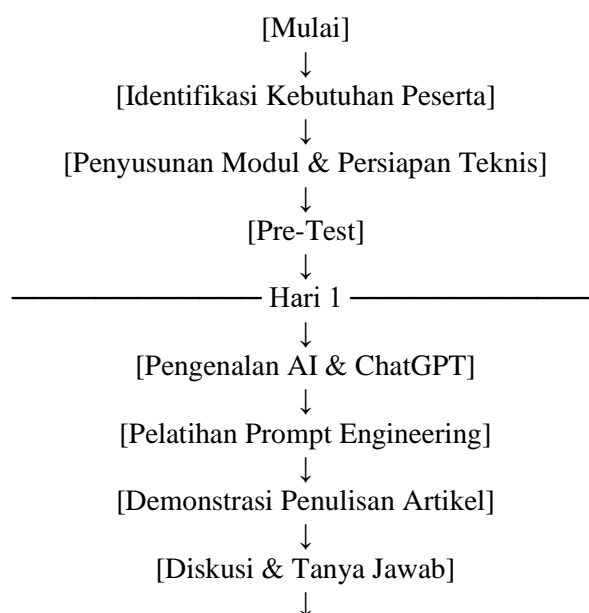 [Mulai]
↓
[Identifikasi Kebutuhan Peserta]
↓
[Penyusunan Modul & Persiapan Teknis]
↓
[Pre-Test]
↓
———————————— Hari 1 ————————————
↓
[Pengenalan AI & ChatGPT]
↓
[Pelatihan Prompt Engineering]
↓
[Demonstrasi Penulisan Artikel]
↓
[Diskusi & Tanya Jawab]
↓